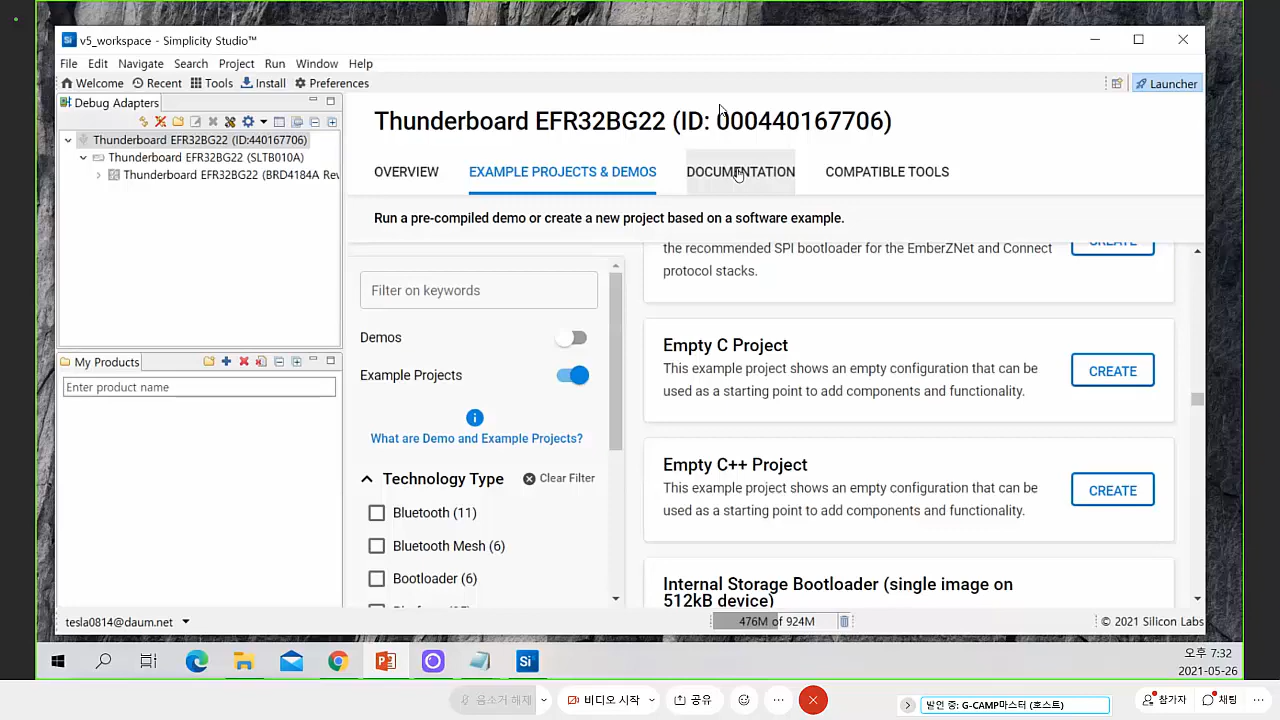 v5_workspace - Simplicity Studio™
File Edit Navigate Search Project Run Window Help
Welcome Recent Tools Install Preferences
Launcher
Debug Adapters
Thunderboard EFR32BG22 (ID:440167706)
Thunderboard EFR32BG22 (SLTB010A)
Thunderboard EFR32BG22 (BRD4184A Rev
My Products
Enter product name
Thunderboard EFR32BG22 (ID: 000440167706)
OVERVIEW EXAMPLE PROJECTS & DEMOS DOCUMENTATION COMPATIBLE TOOLS
Run a pre-compiled demo or create a new project based on a software example.
Filter on keywords
Demos
Example Projects
What are Demo and Example Projects?
Technology Type Clear Filter
Bluetooth (11)
Bluetooth Mesh (6)
Bootloader (6)
the recommended SPI bootloader for the EmberZNet and Connect
protocol stacks.
CREATE
Empty C Project
This example project shows an empty configuration that can be
used as a starting point to add components and functionality.
CREATE
Empty C++ Project
This example project shows an empty configuration that can be
used as a starting point to add components and functionality.
CREATE
Internal Storage Bootloader (single image on
512kB device)
tesla0814@daum.net
476M of 924M
© 2021 Silicon Labs
오후 7:32
2021-05-26
음소거 해제
비디오 시작
공유
발언 중: G-CAMP마스터 (호스트)
참가자
채팅